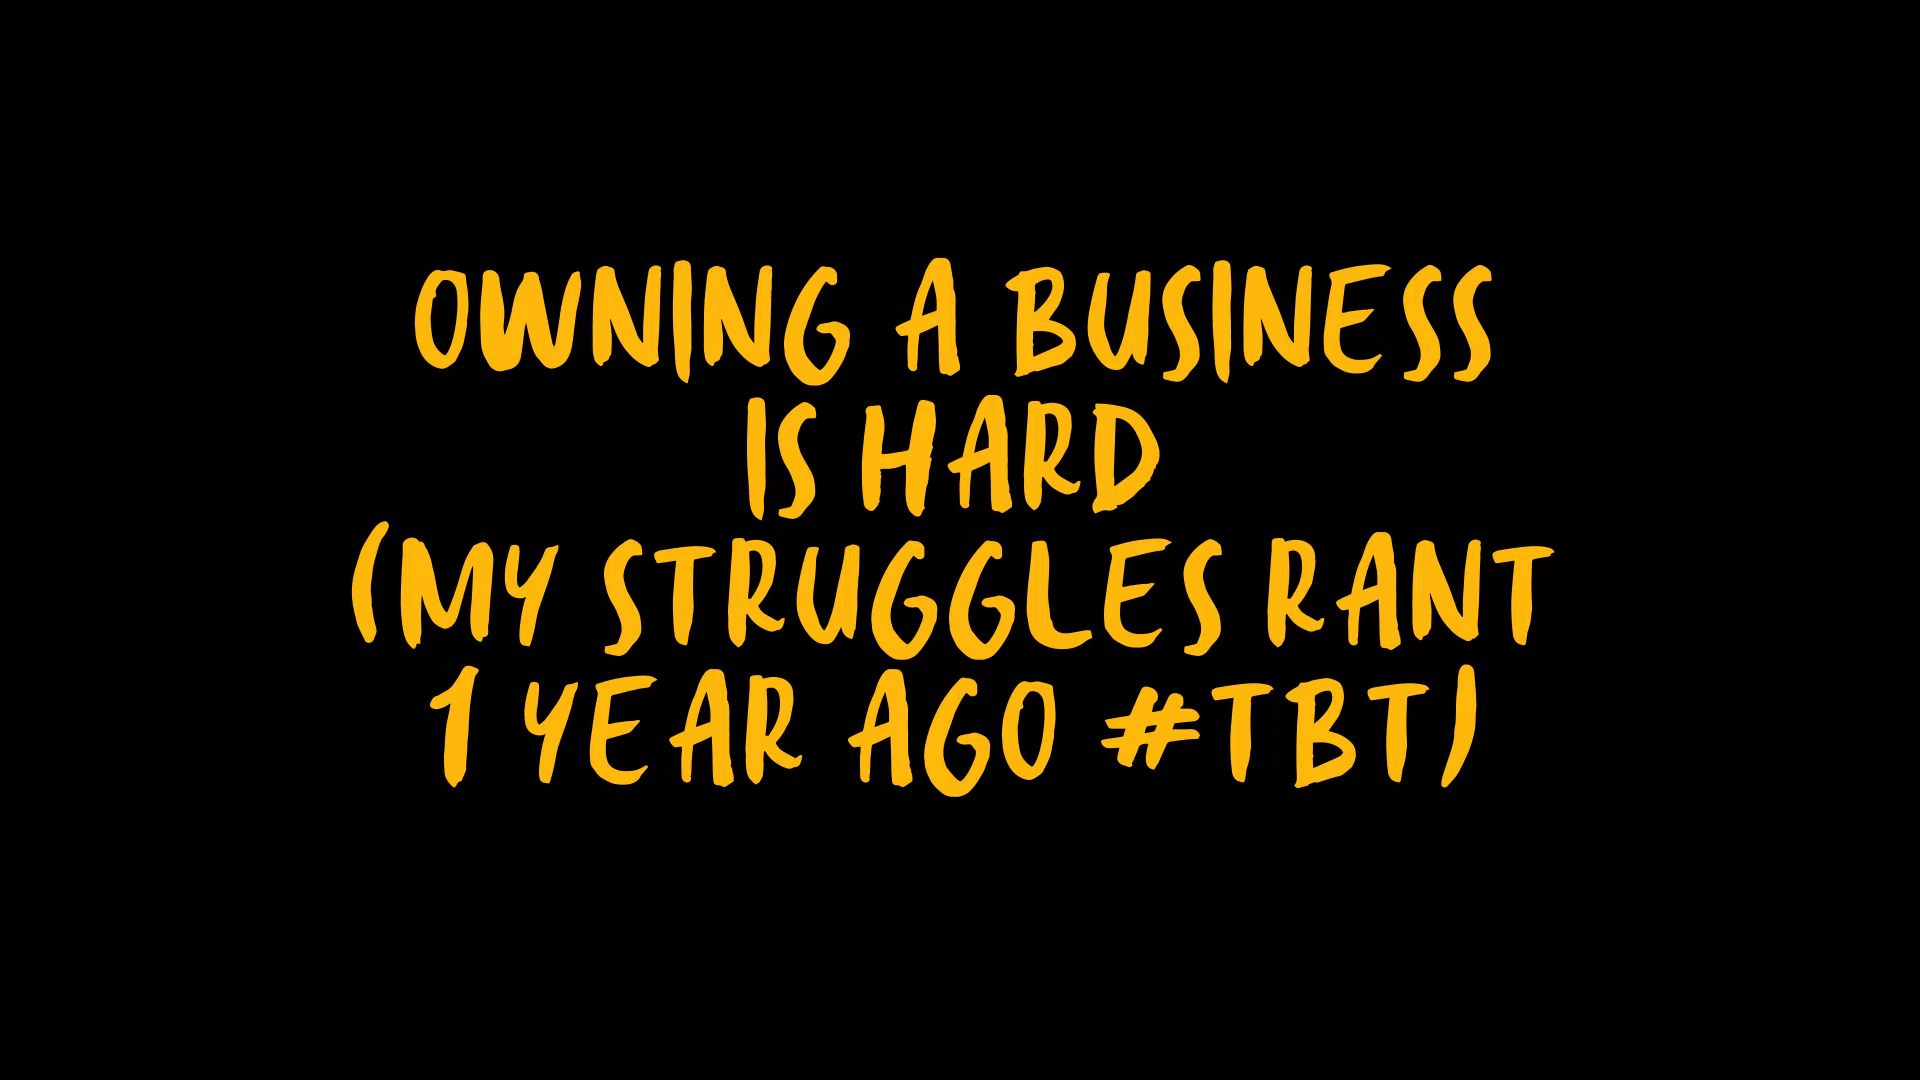 OWNING A BUSINESS
IS HARD
(MY STRUGGLES RANT
1 YEAR AGO #TBT)